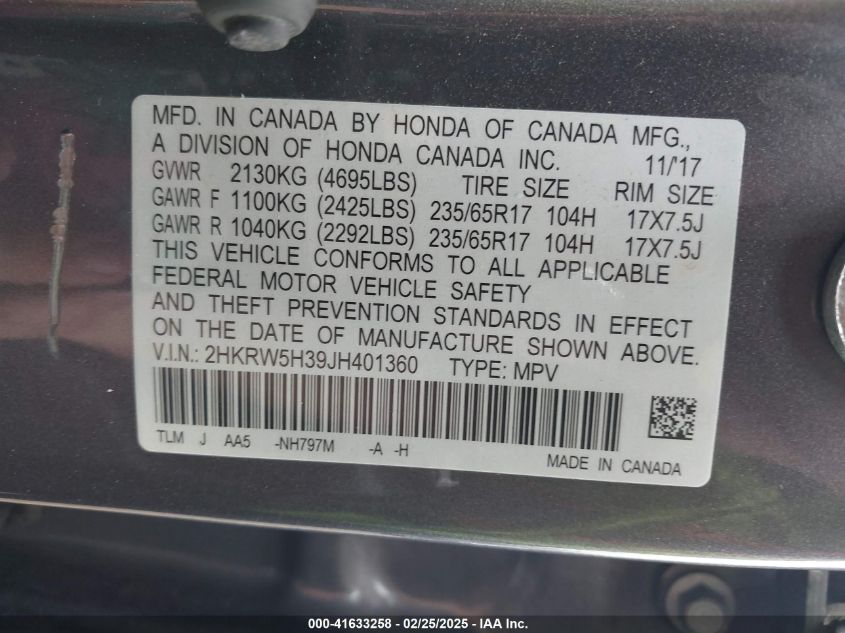 MFD. IN CANADA BY HONDA OF CANADA MFG.,
A DIVISION OF HONDA CANADA INC. 11/'17
GVWR 2130KG (4695LBS) TIRE SIZE RIM SIZE
GAWR F 1100KG (2425LBS) 235/65R17 104H 17X7.5J
GAWR R 1040KG (2292LBS) 235/65R17 104H 17X7.5J
THIS VEHICLE CONFORMS TO ALL APPLICABLE
FEDERAL MOTOR VEHICLE SAFETY
AND THEFT PREVENTION STANDARDS IN EFFECT
ON THE DATE OF MANUFACTURE SHOWN ABOVE.
V.I.N.: 2HKRW5H39JH401360 TYPE: MPV
TLM J AA5 -NH797M -A -H
MADE IN CANADA
000-41633258 - 02/25/2025 - IAA Inc.